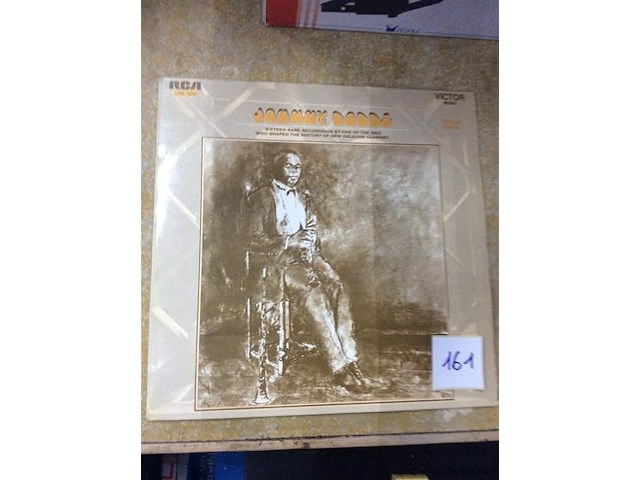 RCA
VICTOR
JOHNNY DODDS
SIXTEEN RARE RECORDINGS BY ONE OF THE MEN
WHO SHAPED THE HISTORY OF NEW ORLEANS CLARINET
161